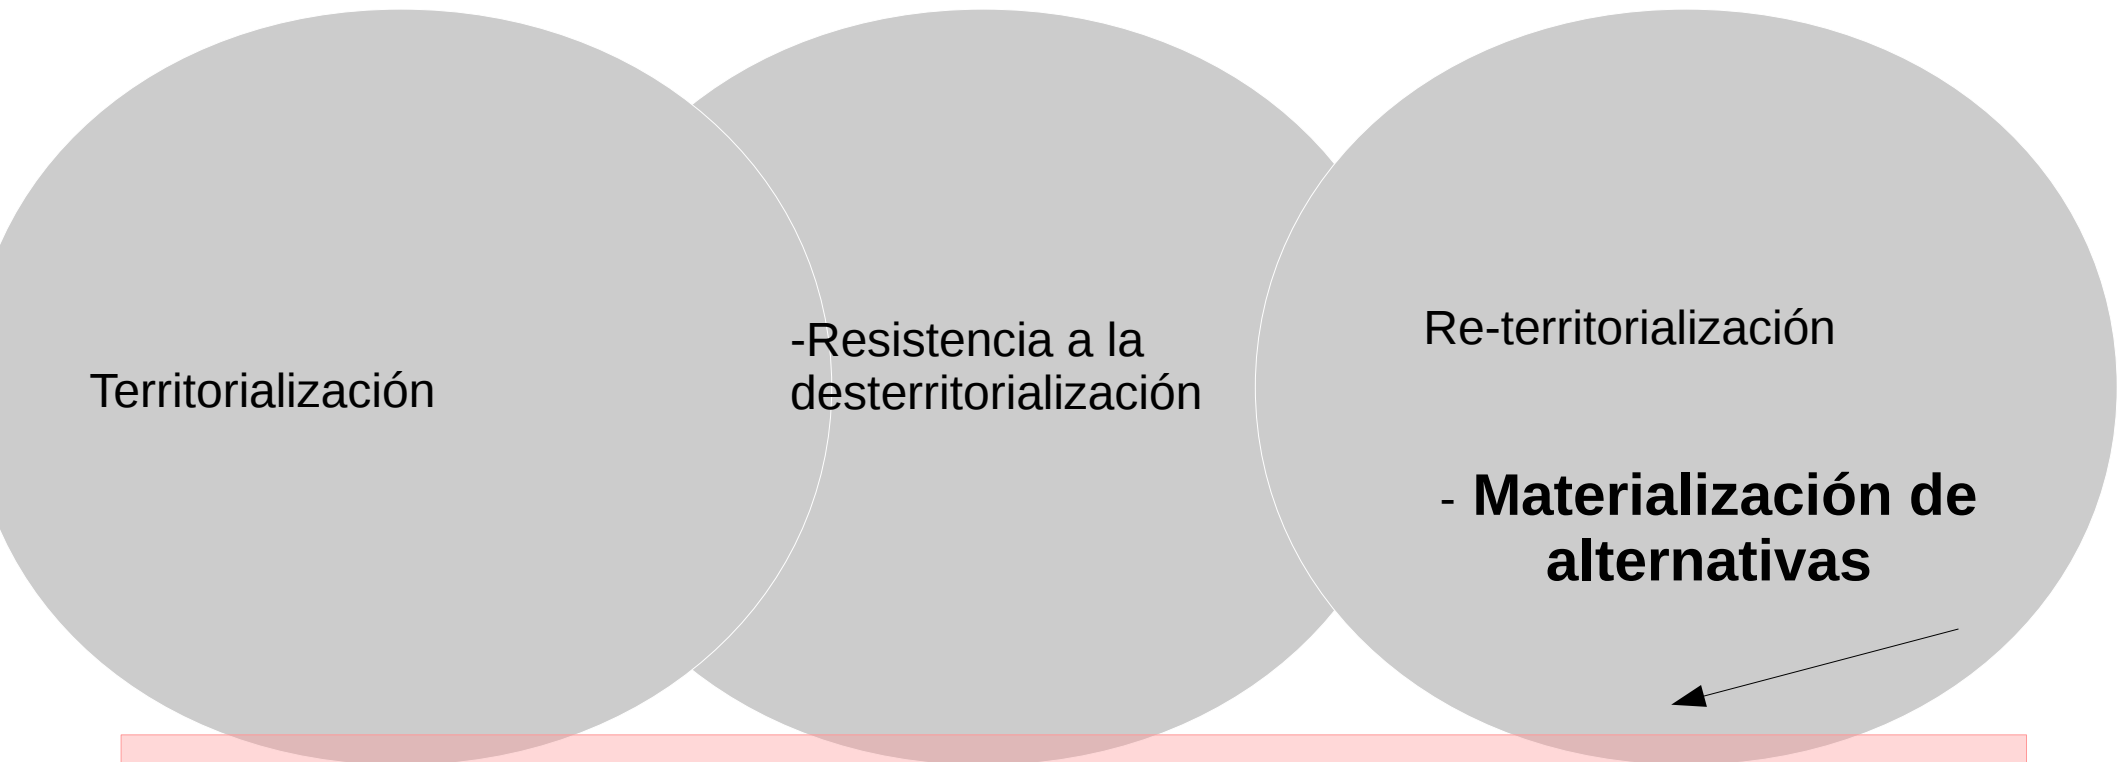 Territorialización
-Resistencia a la
desterritorialización
Re-territorialización
- Materialización de
alternativas